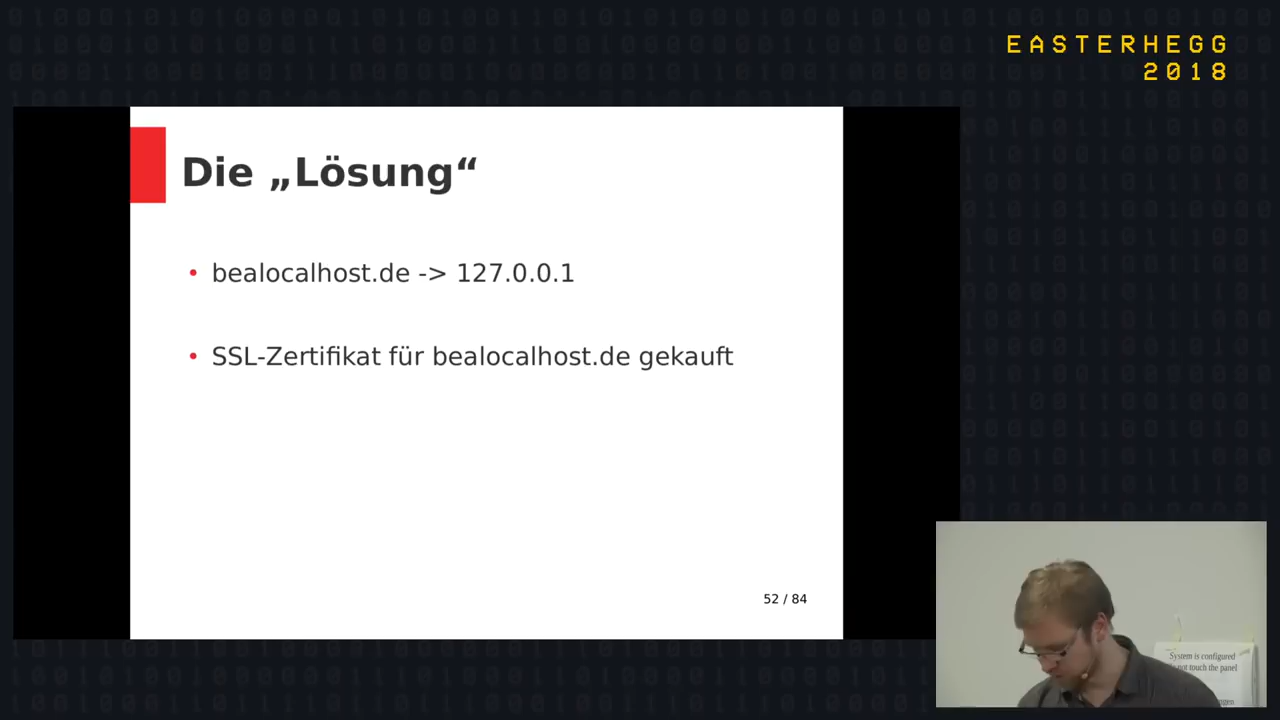 EASTERHEGG
2018
Die „Lösung“
• bealocalhost.de -> 127.0.0.1
• SSL-Zertifikat für bealocalhost.de gekauft
52 / 84
System is configured
not touch the panel